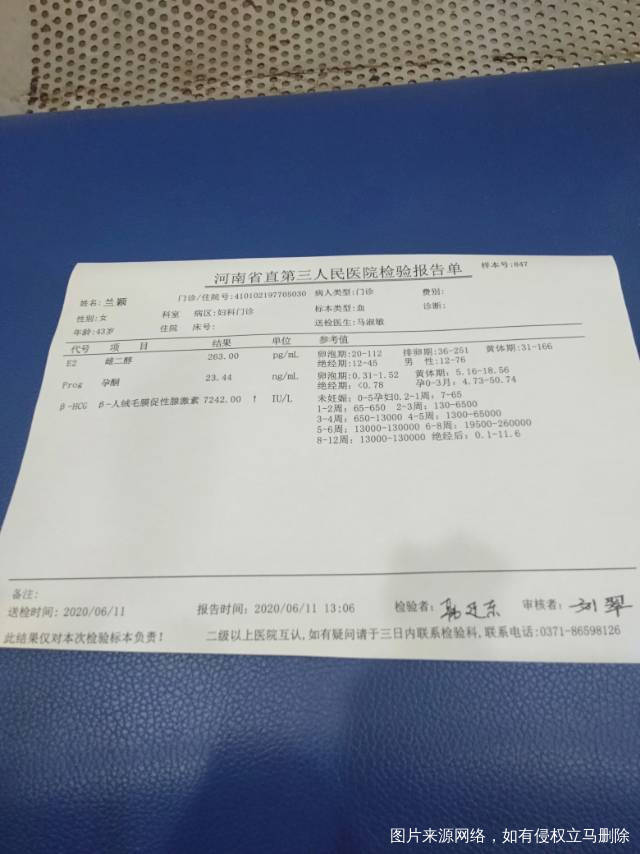 河南省直第三人民医院检验报告单 样本号:847
姓名:兰颖 门诊/住院号:410102197705030 病人类型:门诊 费别:
性别:女 科室 病区:妇科门诊 标本类型:血 诊断:
年龄:43岁 住院 床号: 送检医生:马淑敏
代号 项 目 结果 单位 参考值
E2 雌二醇 263.00 pg/mL 卵泡期:20-112 排卵期:36-251 黄体期:31-166
绝经期:12-45 男 性:12-76
Prog 孕酮 23.44 ng/mL 卵泡期:0.31-1.52 黄体期: 5.16-18.56
绝经期: <0.78 孕0-3月: 4.73-50.74
β-HCG β-人绒毛膜促性腺激素 7242.00 ↑ IU/L 未妊娠: 0-5孕妇0.2-1周: 7-65
1-2周: 65-650 2-3周: 130-6500
3-4周: 650-13000 4-5周: 1300-65000
5-6周: 13000-130000 6-8周: 19500-260000
8-12周: 13000-130000 绝经后: 0.1-11.6
备注:
送检时间: 2020/06/11 报告时间: 2020/06/11 13:06 检验者: 审核者: 刘翠
此结果仅对本次检验标本负责! 二级以上医院互认,如有疑问请于三日内联系检验科,联系电话:0371-86598126
图片来源网络，如有侵权立马删除